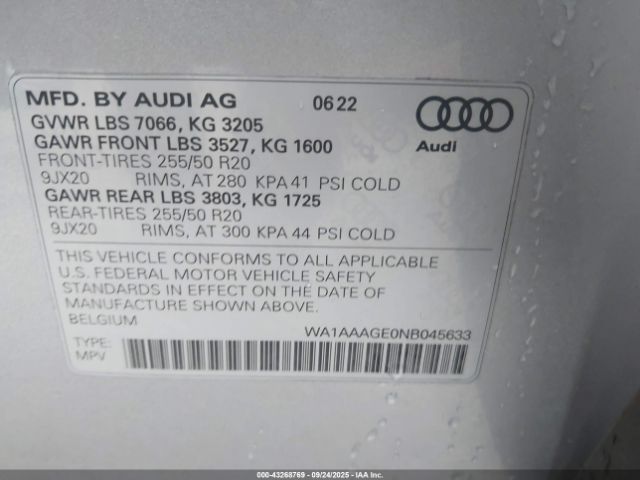 MFD. BY AUDI AG 06 22
GVWR LBS 7066, KG 3205
GAWR FRONT LBS 3527, KG 1600
FRONT-TIRES 255/50 R20
9JX20 RIMS, AT 280 KPA 41 PSI COLD
GAWR REAR LBS 3803, KG 1725
REAR-TIRES 255/50 R20
9JX20 RIMS, AT 300 KPA 44 PSI COLD
Audi
THIS VEHICLE CONFORMS TO ALL APPLICABLE
U.S. FEDERAL MOTOR VEHICLE SAFETY
STANDARDS IN EFFECT ON THE DATE OF
MANUFACTURE SHOWN ABOVE.
BELGIUM
WA1AAAGE0NB045633
TYPE:
MPV
000-43268769 - 09/24/2025 - IAAI.COM